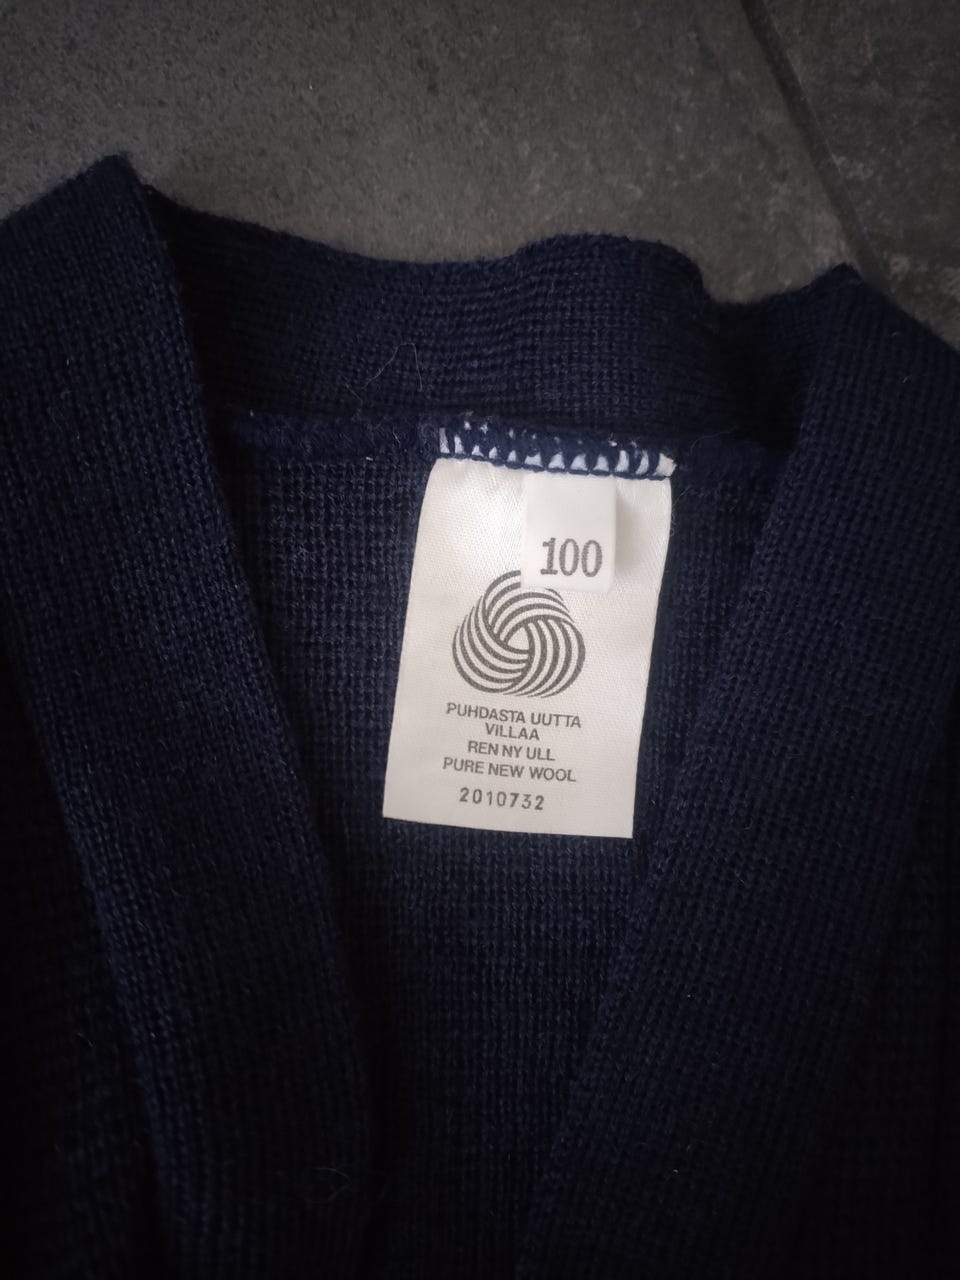 100
PUHDASTA UUTTA
VILLAA
REN NY ULL
PURE NEW WOOL
2010732